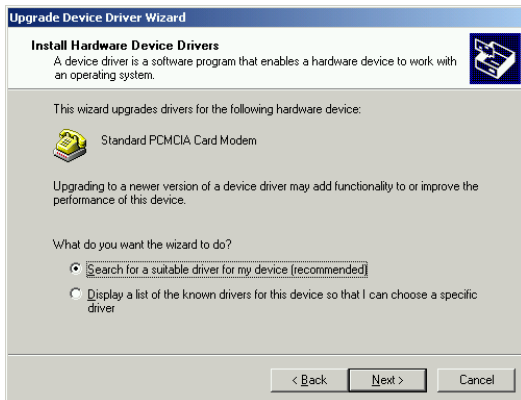 Upgrade Device Driver Wizard
Install Hardware Device Drivers
A device driver is a software program that enables a hardware device to work with
an operating system.
This wizard upgrades drivers for the following hardware device:
Standard PCMCIA Card Modem
Upgrading to a newer version of a device driver may add functionality to or improve the
performance of this device.
What do you want the wizard to do?
Search for a suitable driver for my device (recommended)
Display a list of the known drivers for this device so that I can choose a specific
driver
< Back
Next >
Cancel